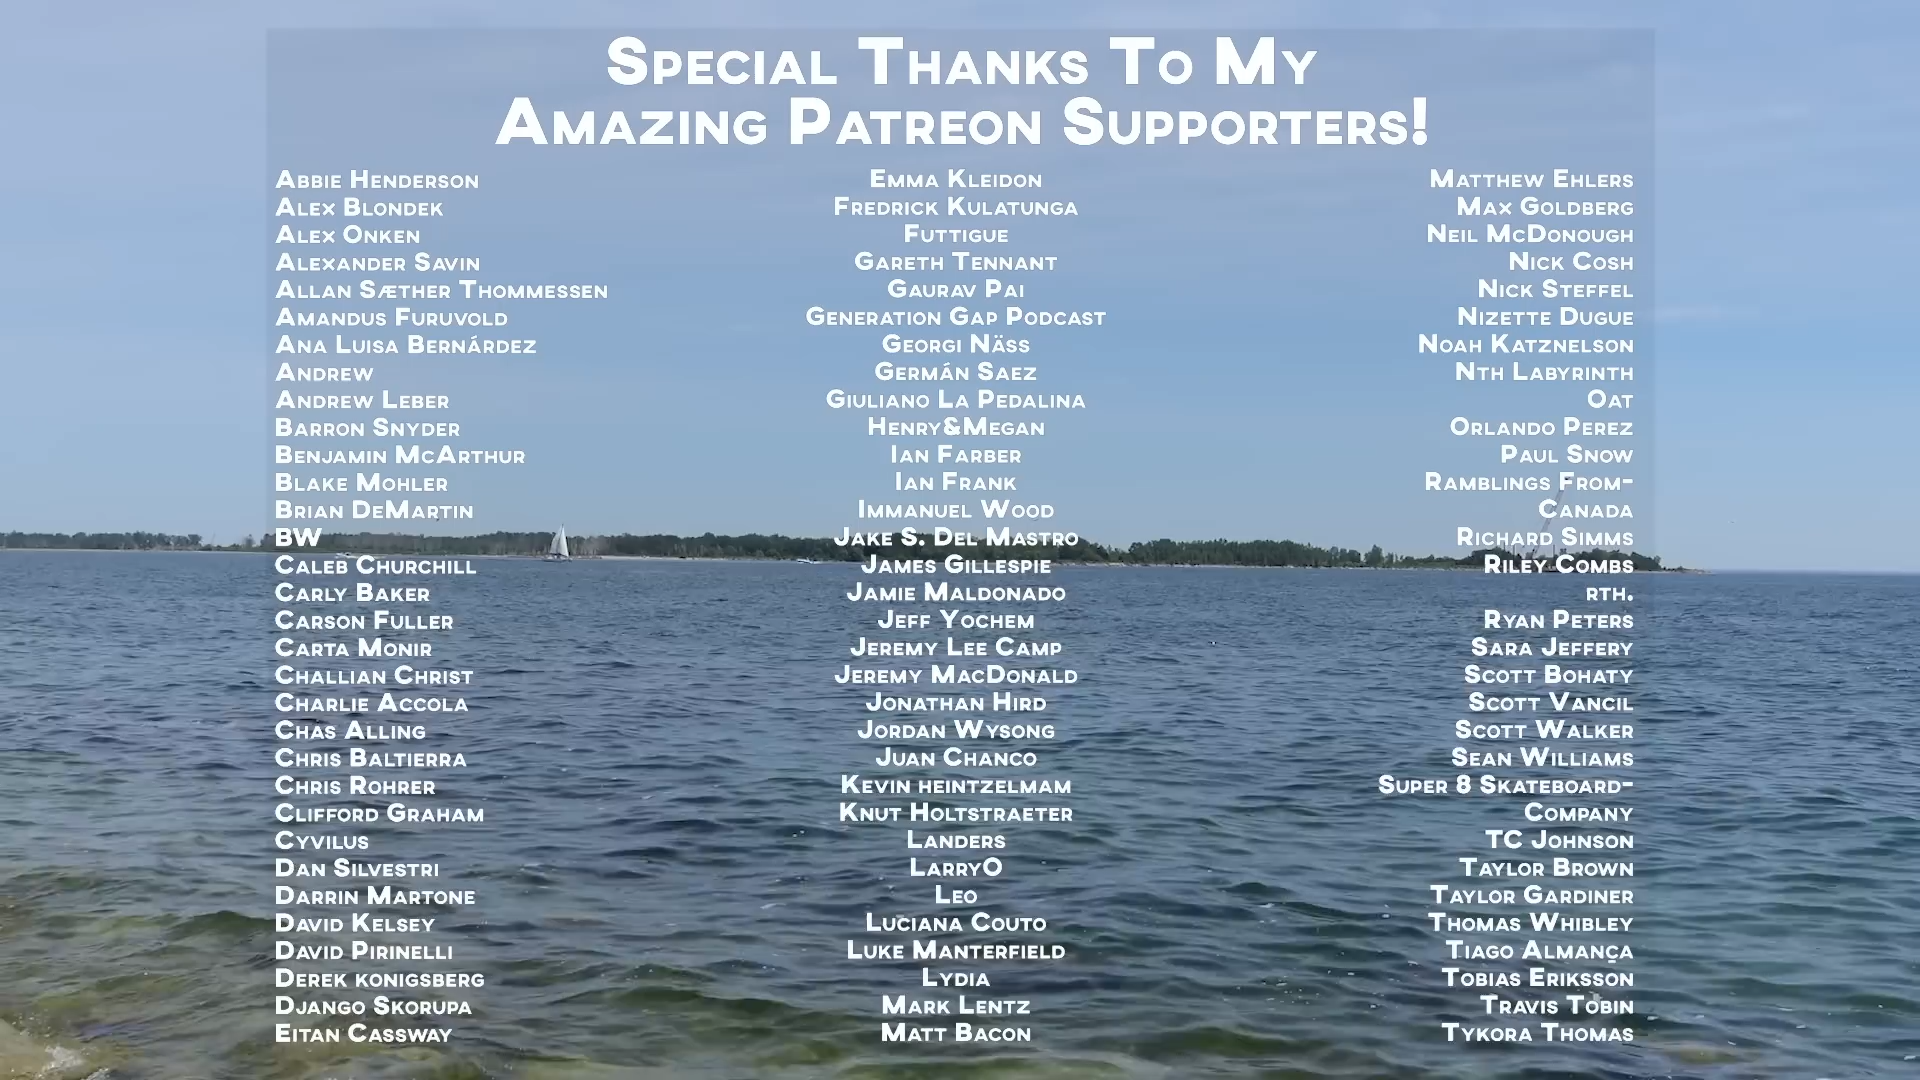 Special Thanks To My
Amazing Patreon Supporters!
Abbie Henderson
Alex Blondek
Alex Onken
Alexander Savin
Allan Sæther Thommessen
Amandus Furuvold
Ana Luisa Bernárdez
Andrew
Andrew Leber
Barron Snyder
Benjamin McArthur
Blake Mohler
Brian DeMartin
BW
Caleb Churchill
Carly Baker
Carson Fuller
Carta Monir
Challian Christ
Charlie Accola
Chas Alling
Chris Baltierra
Chris Rohrer
Clifford Graham
Cyvilus
Dan Silvestri
Darrin Martone
David Kelsey
David Pirinelli
Derek konigsberg
Django Skorupa
Eitan Cassway
Emma Kleidon
Fredrick Kulatunga
Futtigue
Gareth Tennant
Gaurav Pai
Generation Gap Podcast
Georgi Näss
Germán Saez
Giuliano La Pedalina
Henry&Megan
Ian Farber
Ian Frank
Immanuel Wood
Jake S. Del Mastro
James Gillespie
Jamie Maldonado
Jeff Yochem
Jeremy Lee Camp
Jeremy MacDonald
Jonathan Hird
Jordan Wysong
Juan Chanco
Kevin heintzelmam
Knut Holtstraeter
Landers
LarryO
Leo
Luciana Couto
Luke Manterfield
Lydia
Mark Lentz
Matt Bacon
Matthew Ehlers
Max Goldberg
Neil McDonough
Nick Cosh
Nick Steffel
Nizette Dugue
Noah Katznelson
Nth Labyrinth
Oat
Orlando Perez
Paul Snow
Ramblings From-
Canada
Richard Simms
Riley Combs
rth.
Ryan Peters
Sara Jeffery
Scott Bohaty
Scott Vancil
Scott Walker
Sean Williams
Super 8 Skateboard-
Company
TC Johnson
Taylor Brown
Taylor Gardiner
Thomas Whibley
Tiago Almança
Tobias Eriksson
Travis Tobin
Tykora Thomas